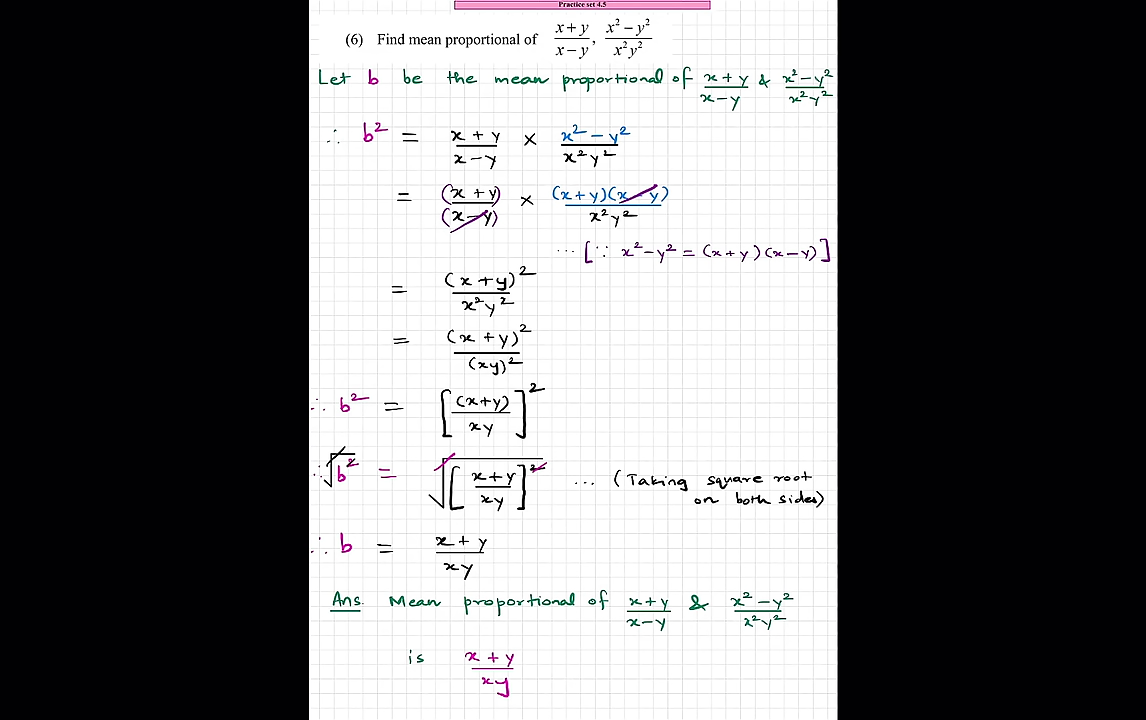 Practice set 4.5
(6) Find mean proportional of (x+y)/(x−y), (x²−y²)/(x²y²)
Let b be the mean proportional of (x+y)/(x−y) & (x²−y²)/(x²y²)
∴ b² = (x+y)/(x−y) × (x²−y²)/(x²y²)
= (x+y)/(x−y) × (x+y)(x−y)/(x²y²)
... [∵ x²−y² = (x+y)(x−y)]
= (x+y)²/(x²y²)
= (x+y)²/(xy)²
∴ b² = [(x+y)/xy]²
∴ √b² = √[(x+y)/xy]² ... (Taking square root on both sides)
∴ b = (x+y)/xy
Ans. Mean proportional of (x+y)/(x−y) & (x²−y²)/(x²y²)
is (x+y)/xy